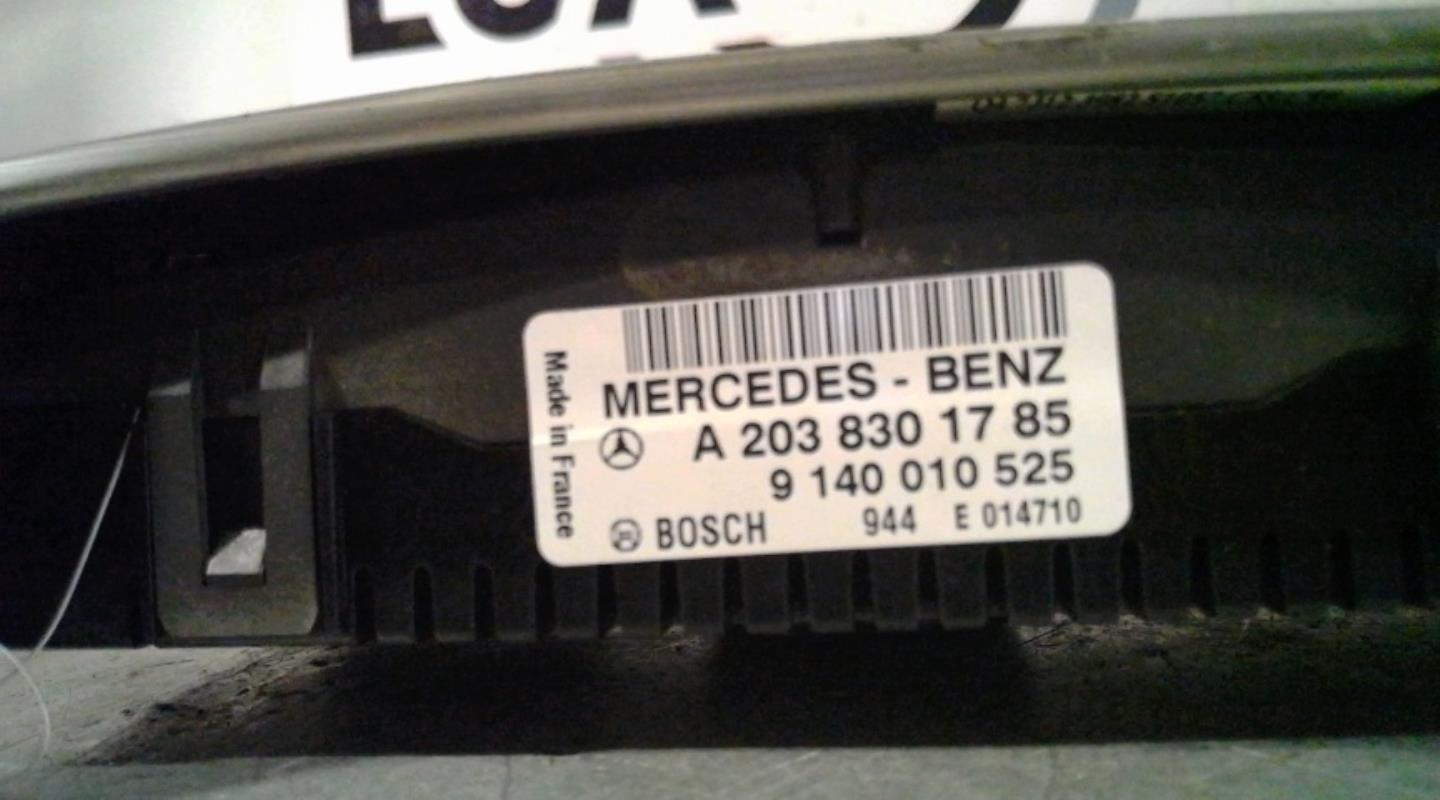 MERCEDES - BENZ
A 203 830 17 85
9 140 010 525
BOSCH 944 E 014710
Made in France